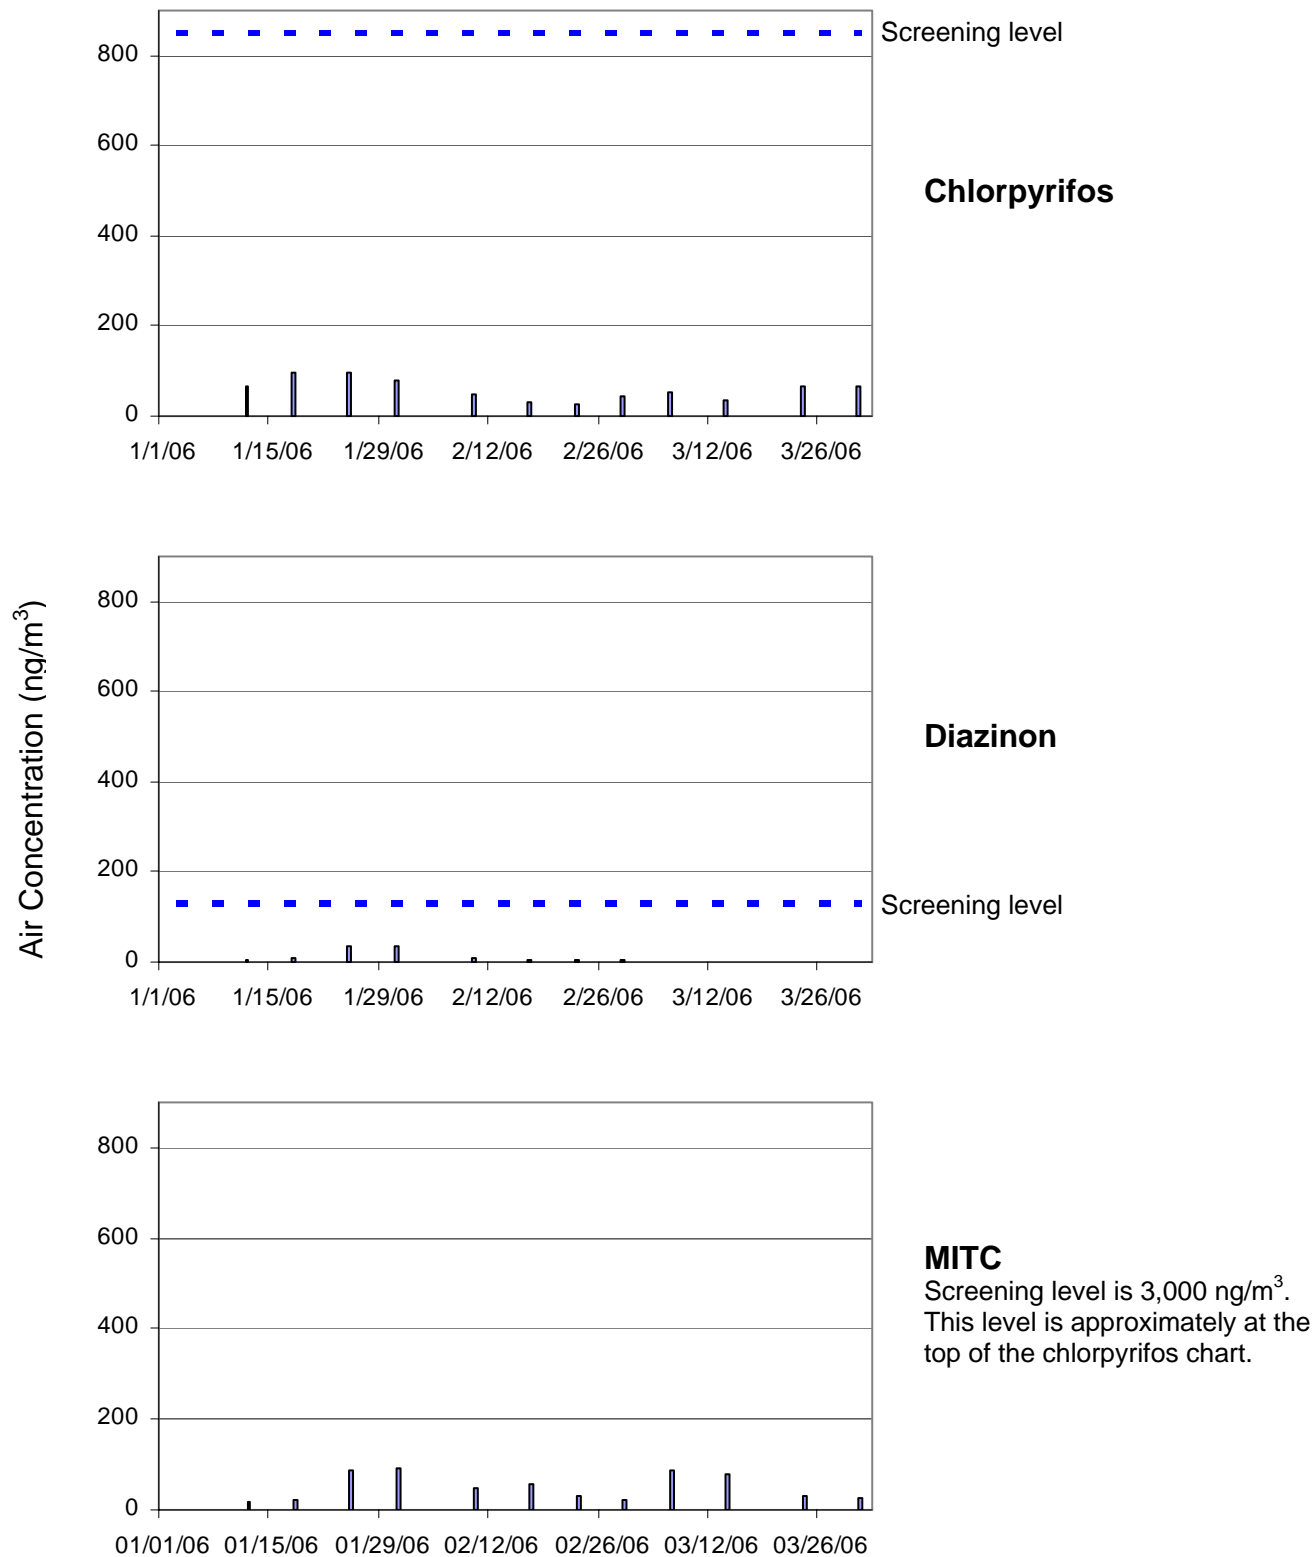 Screening level
800
600
400
200
0
1/1/06 1/15/06 1/29/06 2/12/06 2/26/06 3/12/06 3/26/06
Chlorpyrifos
Air Concentration (ng/m³)
800
600
400
200
0
Screening level
1/1/06 1/15/06 1/29/06 2/12/06 2/26/06 3/12/06 3/26/06
Diazinon
800
600
400
200
0
01/01/06 01/15/06 01/29/06 02/12/06 02/26/06 03/12/06 03/26/06
MITC
Screening level is 3,000 ng/m³.
This level is approximately at the
top of the chlorpyrifos chart.